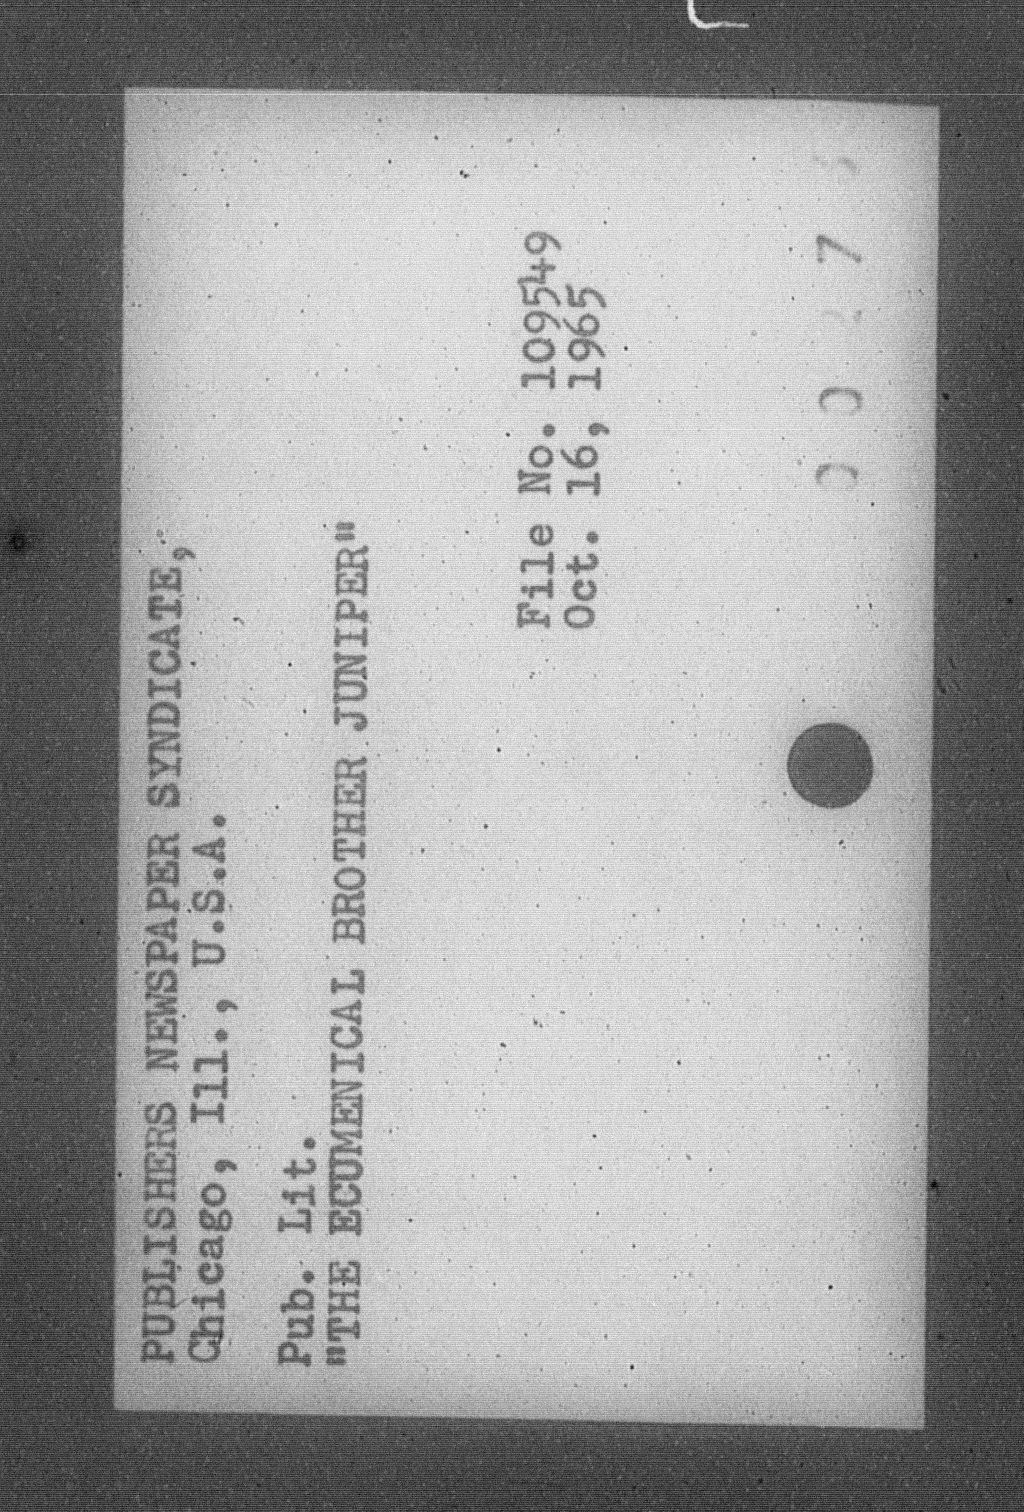 PUBLISHERS NEWSPAPER SYNDICATE,
Chicago, Ill., U.S.A.
Pub. Lit.
"THE ECUMENICAL BROTHER JUNIPER"
File No. 109549
Oct. 16, 1965